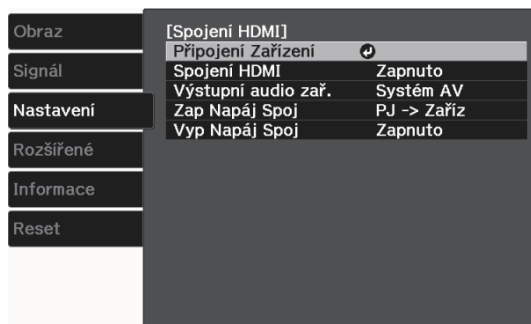 Obraz
Signál
Nastavení
Rozšířené
Informace
Reset
[Spojení HDMI]
Připojení Zařízení
Spojení HDMI Zapnuto
Výstupní audio zař. Systém AV
Zap Napáj Spoj PJ -> Zaříz
Vyp Napáj Spoj Zapnuto